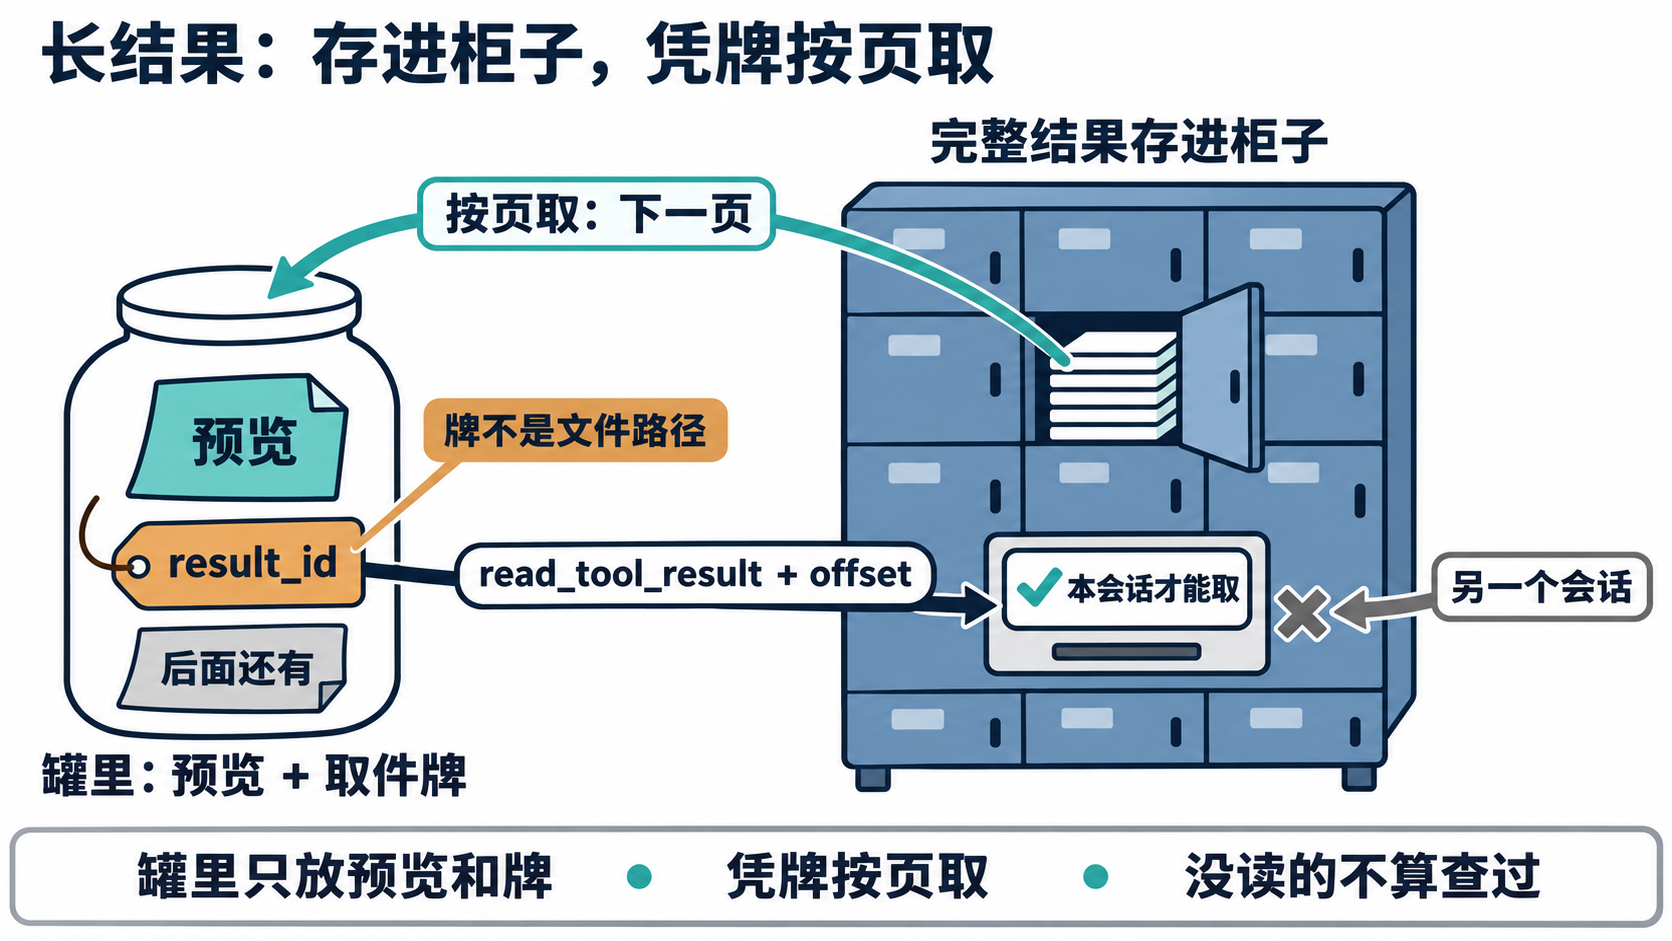 长结果：存进柜子，凭牌按页取
完整结果存进柜子
按页取：下一页
预览
牌不是文件路径
result_id
read_tool_result + offset
本会话才能取
另一个会话
后面还有
罐里：预览 + 取件牌
罐里只放预览和牌 • 凭牌按页取 • 没读的不算查过